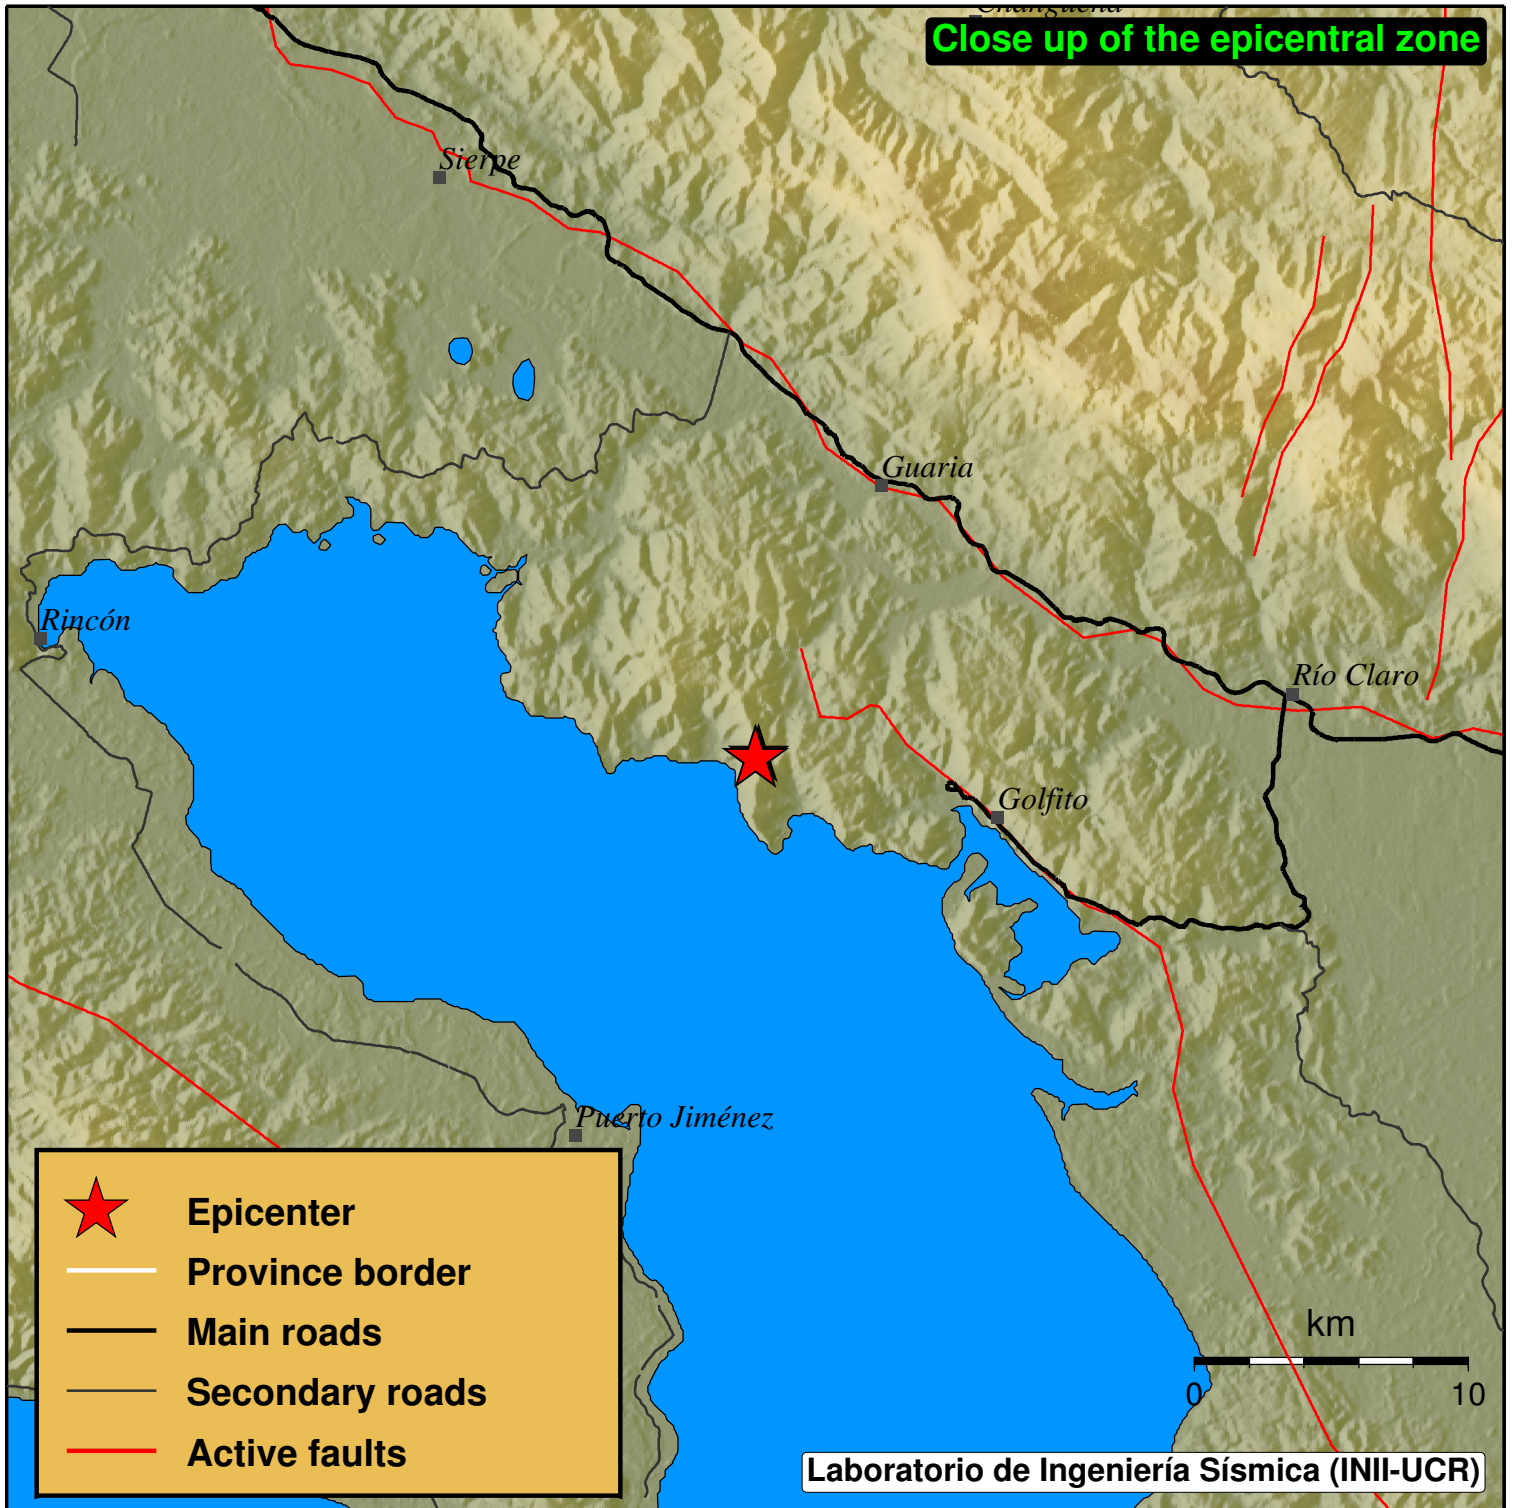 Changuena
Close up of the epicentral zone
Sierpe
Guaria
Rincón
Río Claro
Golfito
Puerto Jiménez
Epicenter
Province border
Main roads
Secondary roads
Active faults
km
0 10
Laboratorio de Ingeniería Sísmica (INII-UCR)